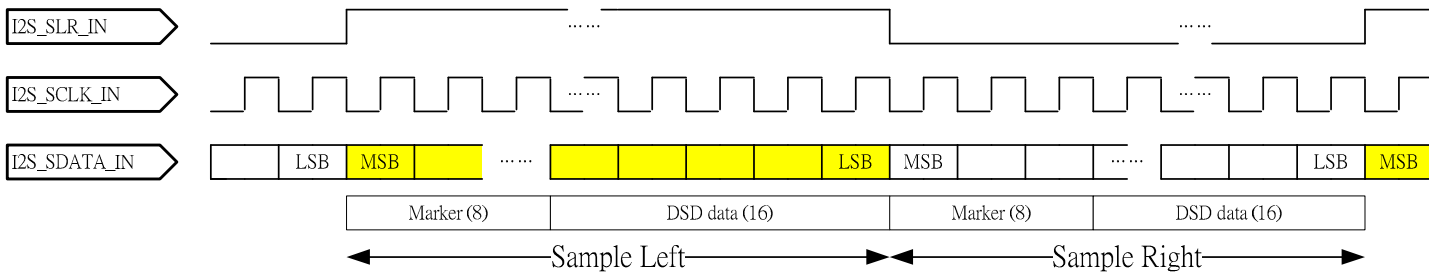 I2S_SLR_IN …… ……
I2S_SCLK_IN …… ……
I2S_SDATA_IN LSB MSB …… LSB MSB …… LSB MSB
Marker (8) DSD data (16) Marker (8) DSD data (16)
Sample Left Sample Right